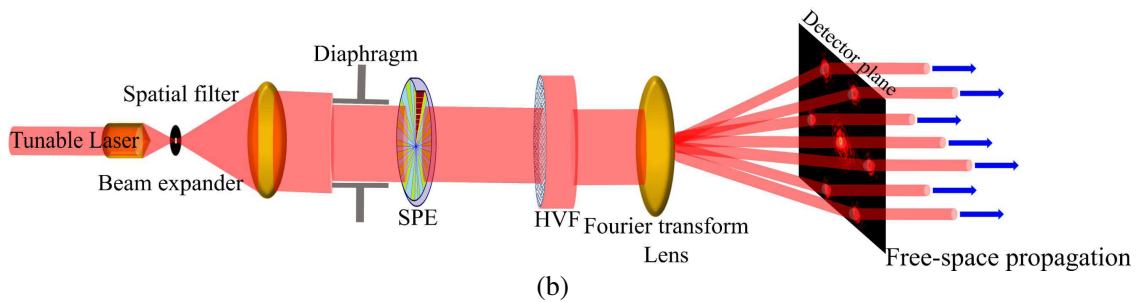 Diaphragm
Detector plane
Spatial filter
Tunable Laser
Beam expander
SPE
HVF
Fourier transform
Lens
Free-space propagation
(b)